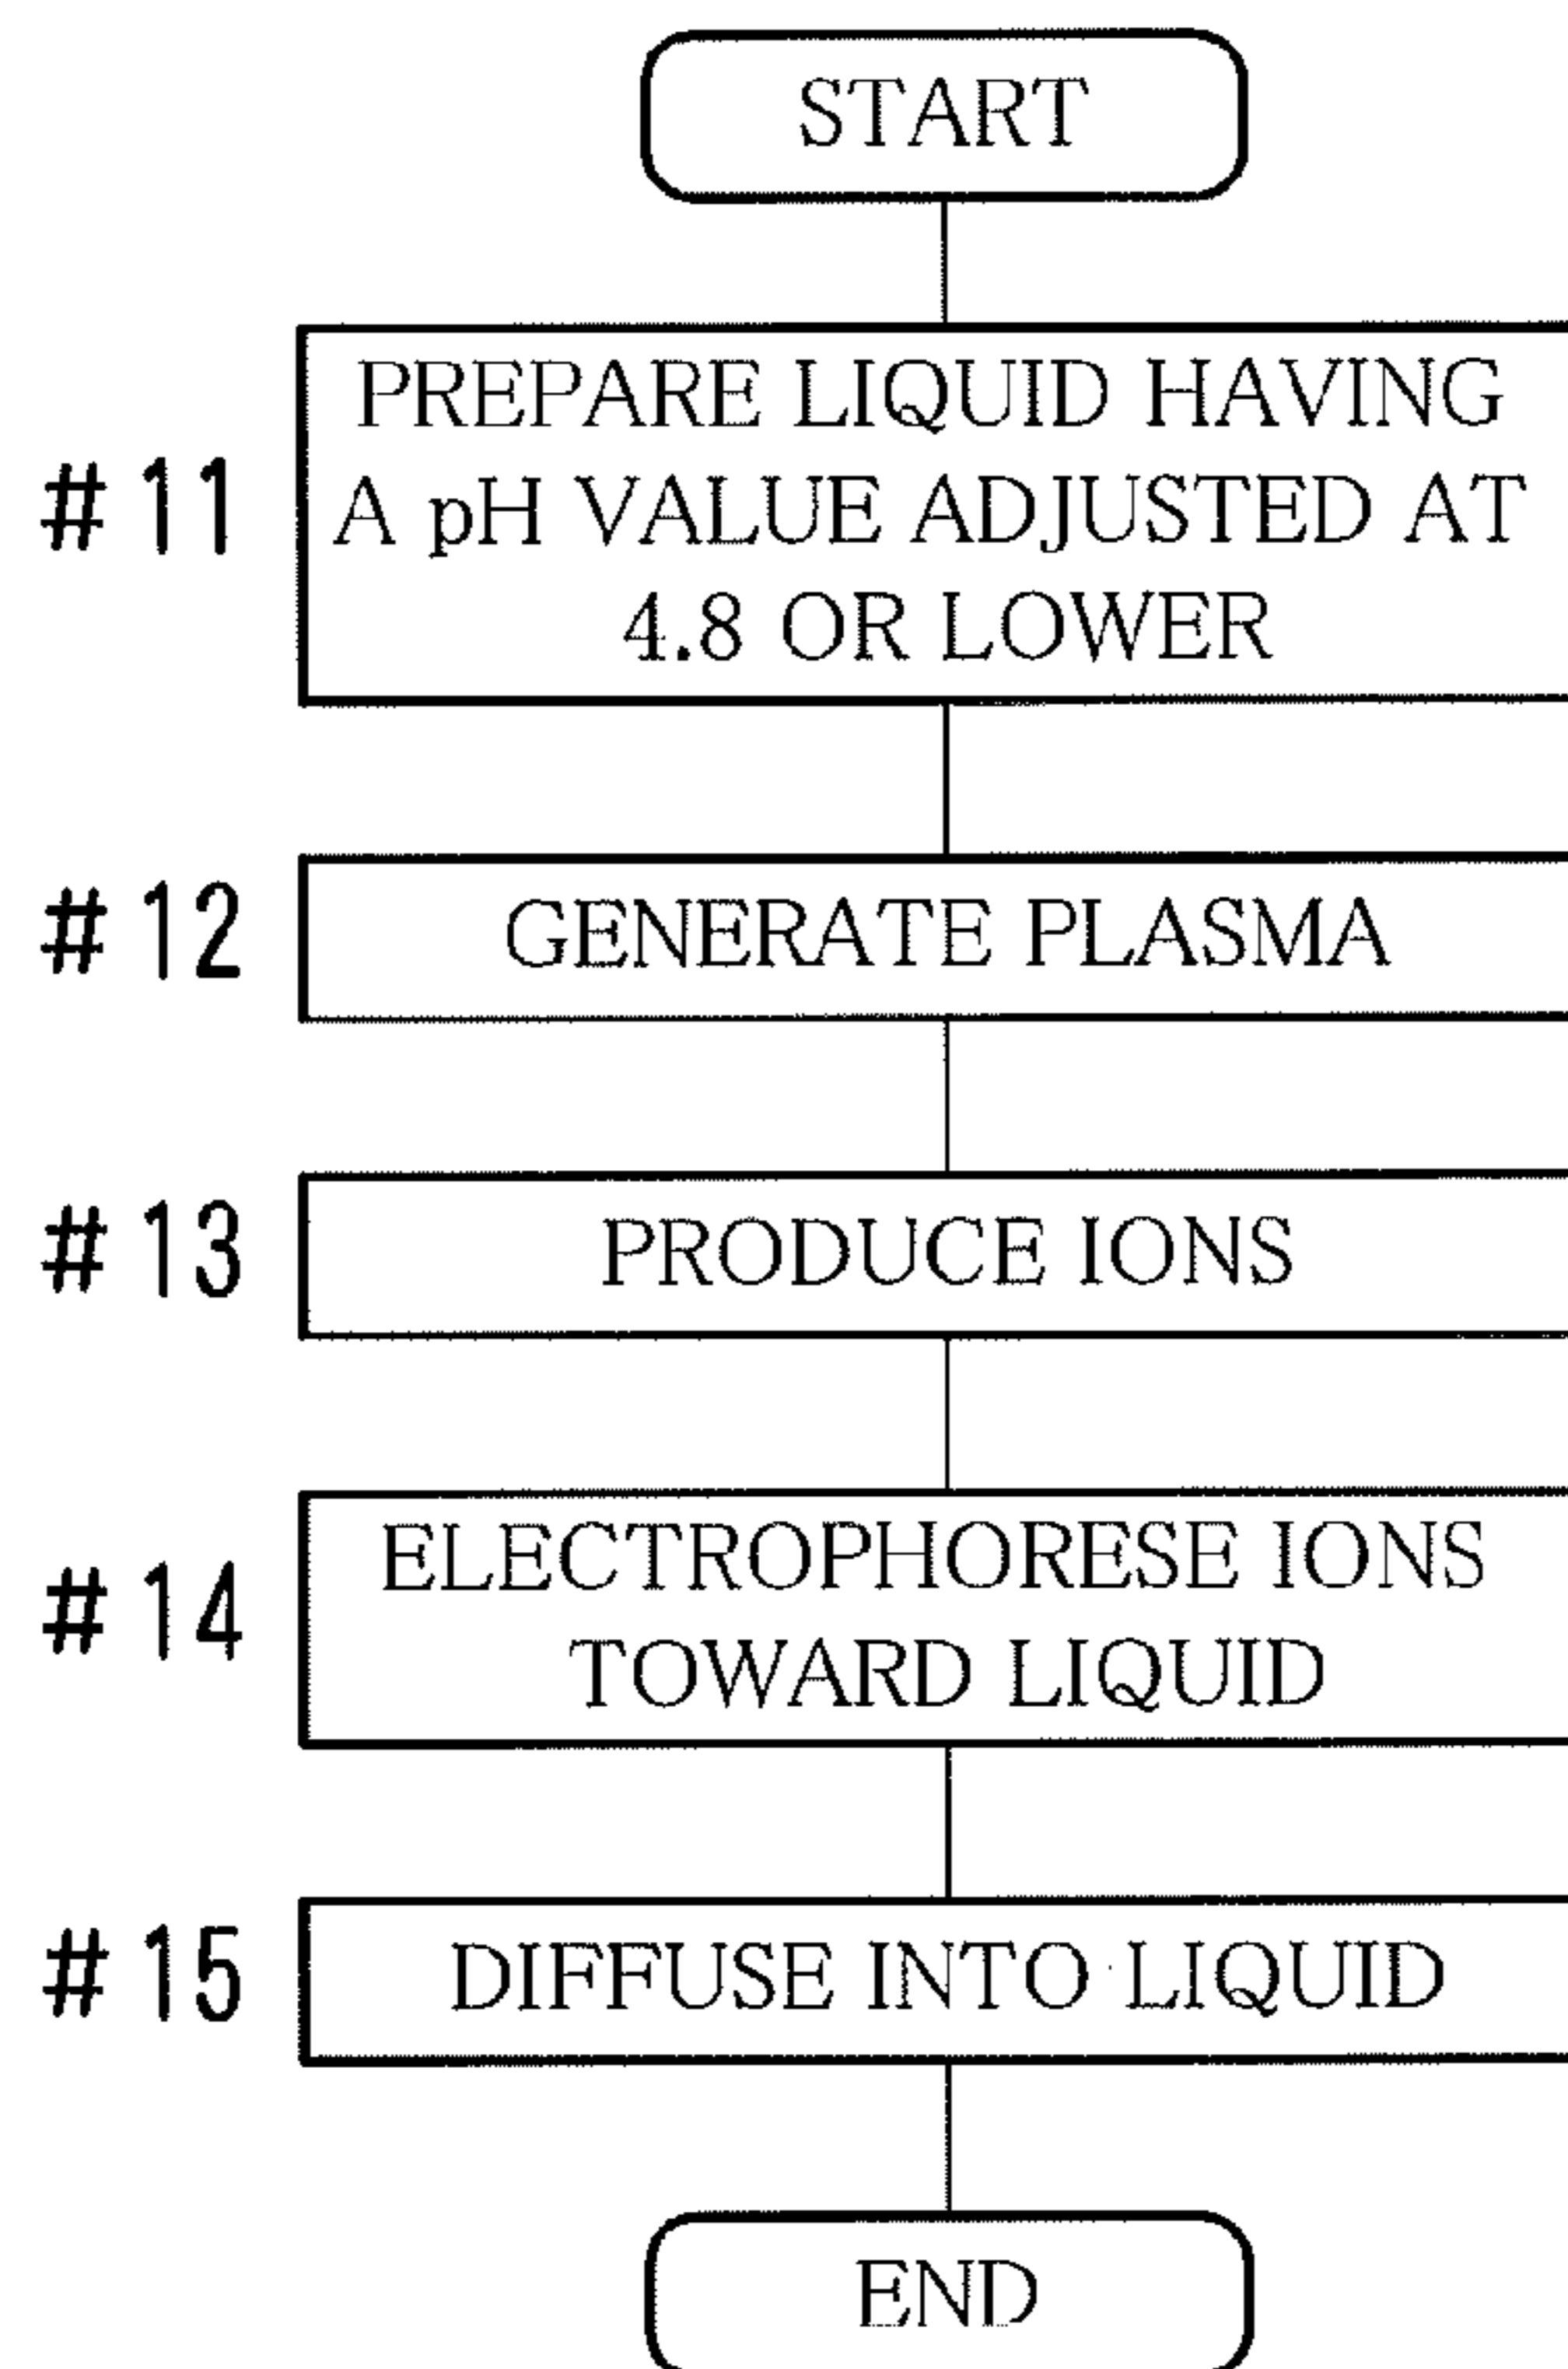 START
PREPARE LIQUID HAVING
#11 A pH VALUE ADJUSTED AT
4.8 OR LOWER
#12 GENERATE PLASMA
#13 PRODUCE IONS
#14 ELECTROPHORESE IONS
TOWARD LIQUID
#15 DIFFUSE INTO LIQUID
END